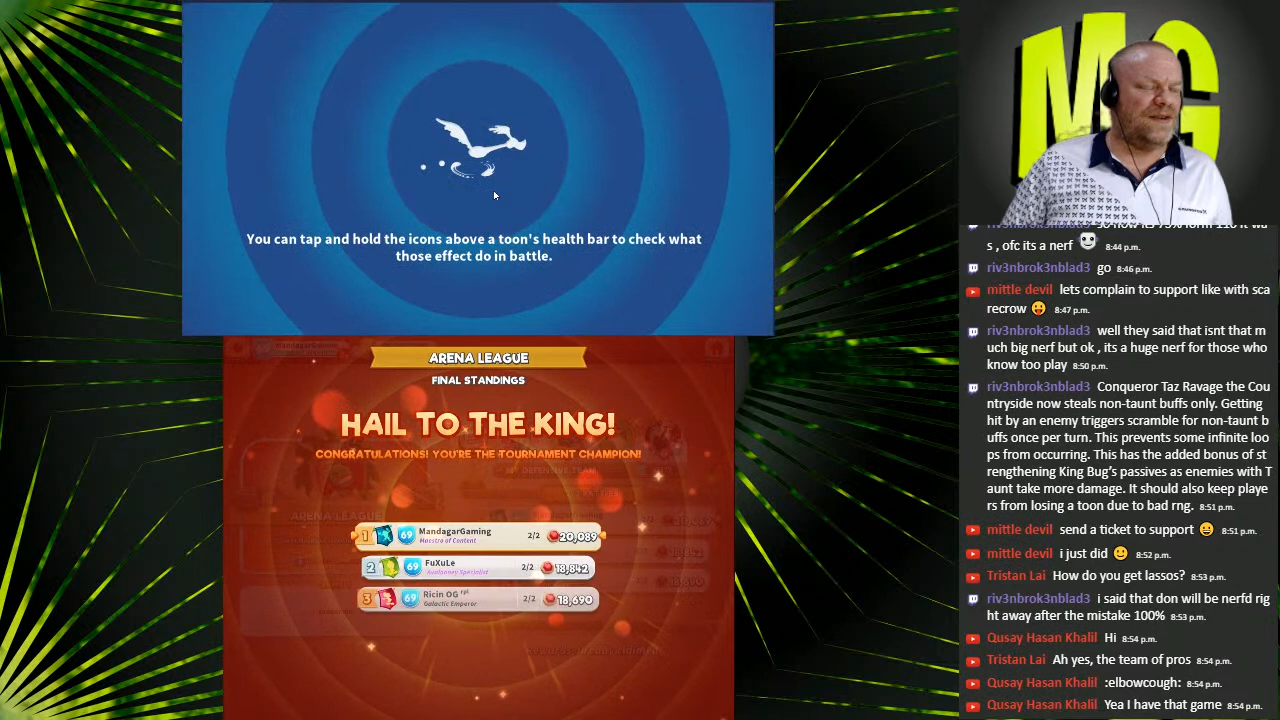 You can tap and hold the icons above a toon's health bar to check what
those effect do in battle.
ARENA LEAGUE
FINAL STANDINGS
HAIL TO THE KING!
CONGRATULATIONS! YOU'RE THE TOURNAMENT CHAMPION!
1 69 MandagarGaming 2/2 20,089
Maestro of Content
2 69 FuXuLe 2/2 18,842
Avalooney Specialist
3 69 Ricin OG rpl 2/2 18,690
Galactic Emperor
MG
s , ofc its a nerf 8:44 p.m.
riv3nbrok3nblad3 go 8:46 p.m.
mittle devil lets complain to support like with sca
recrow 😛 8:47 p.m.
riv3nbrok3nblad3 well they said that isnt that m
uch big nerf but ok , its a huge nerf for those who
know too play 8:50 p.m.
riv3nbrok3nblad3 Conqueror Taz Ravage the Cou
ntryside now steals non-taunt buffs only. Getting
hit by an enemy triggers scramble for non-taunt b
uffs once per turn. This prevents some infinite loo
ps from occurring. This has the added bonus of st
rengthening King Bug's passives as enemies with T
aunt take more damage. It should also keep playe
rs from losing a toon due to bad rng. 8:51 p.m.
mittle devil send a ticket to support 😀 8:51 p.m.
mittle devil i just did 🙂 8:52 p.m.
Tristan Lai How do you get lassos? 8:53 p.m.
riv3nbrok3nblad3 i said that don will be nerfd rig
ht away after the mistake 100% 8:53 p.m.
Qusay Hasan Khalil Hi 8:54 p.m.
Tristan Lai Ah yes, the team of pros 8:54 p.m.
Qusay Hasan Khalil :elbowcough: 8:54 p.m.
Qusay Hasan Khalil Yea I have that game 8:54 p.m.